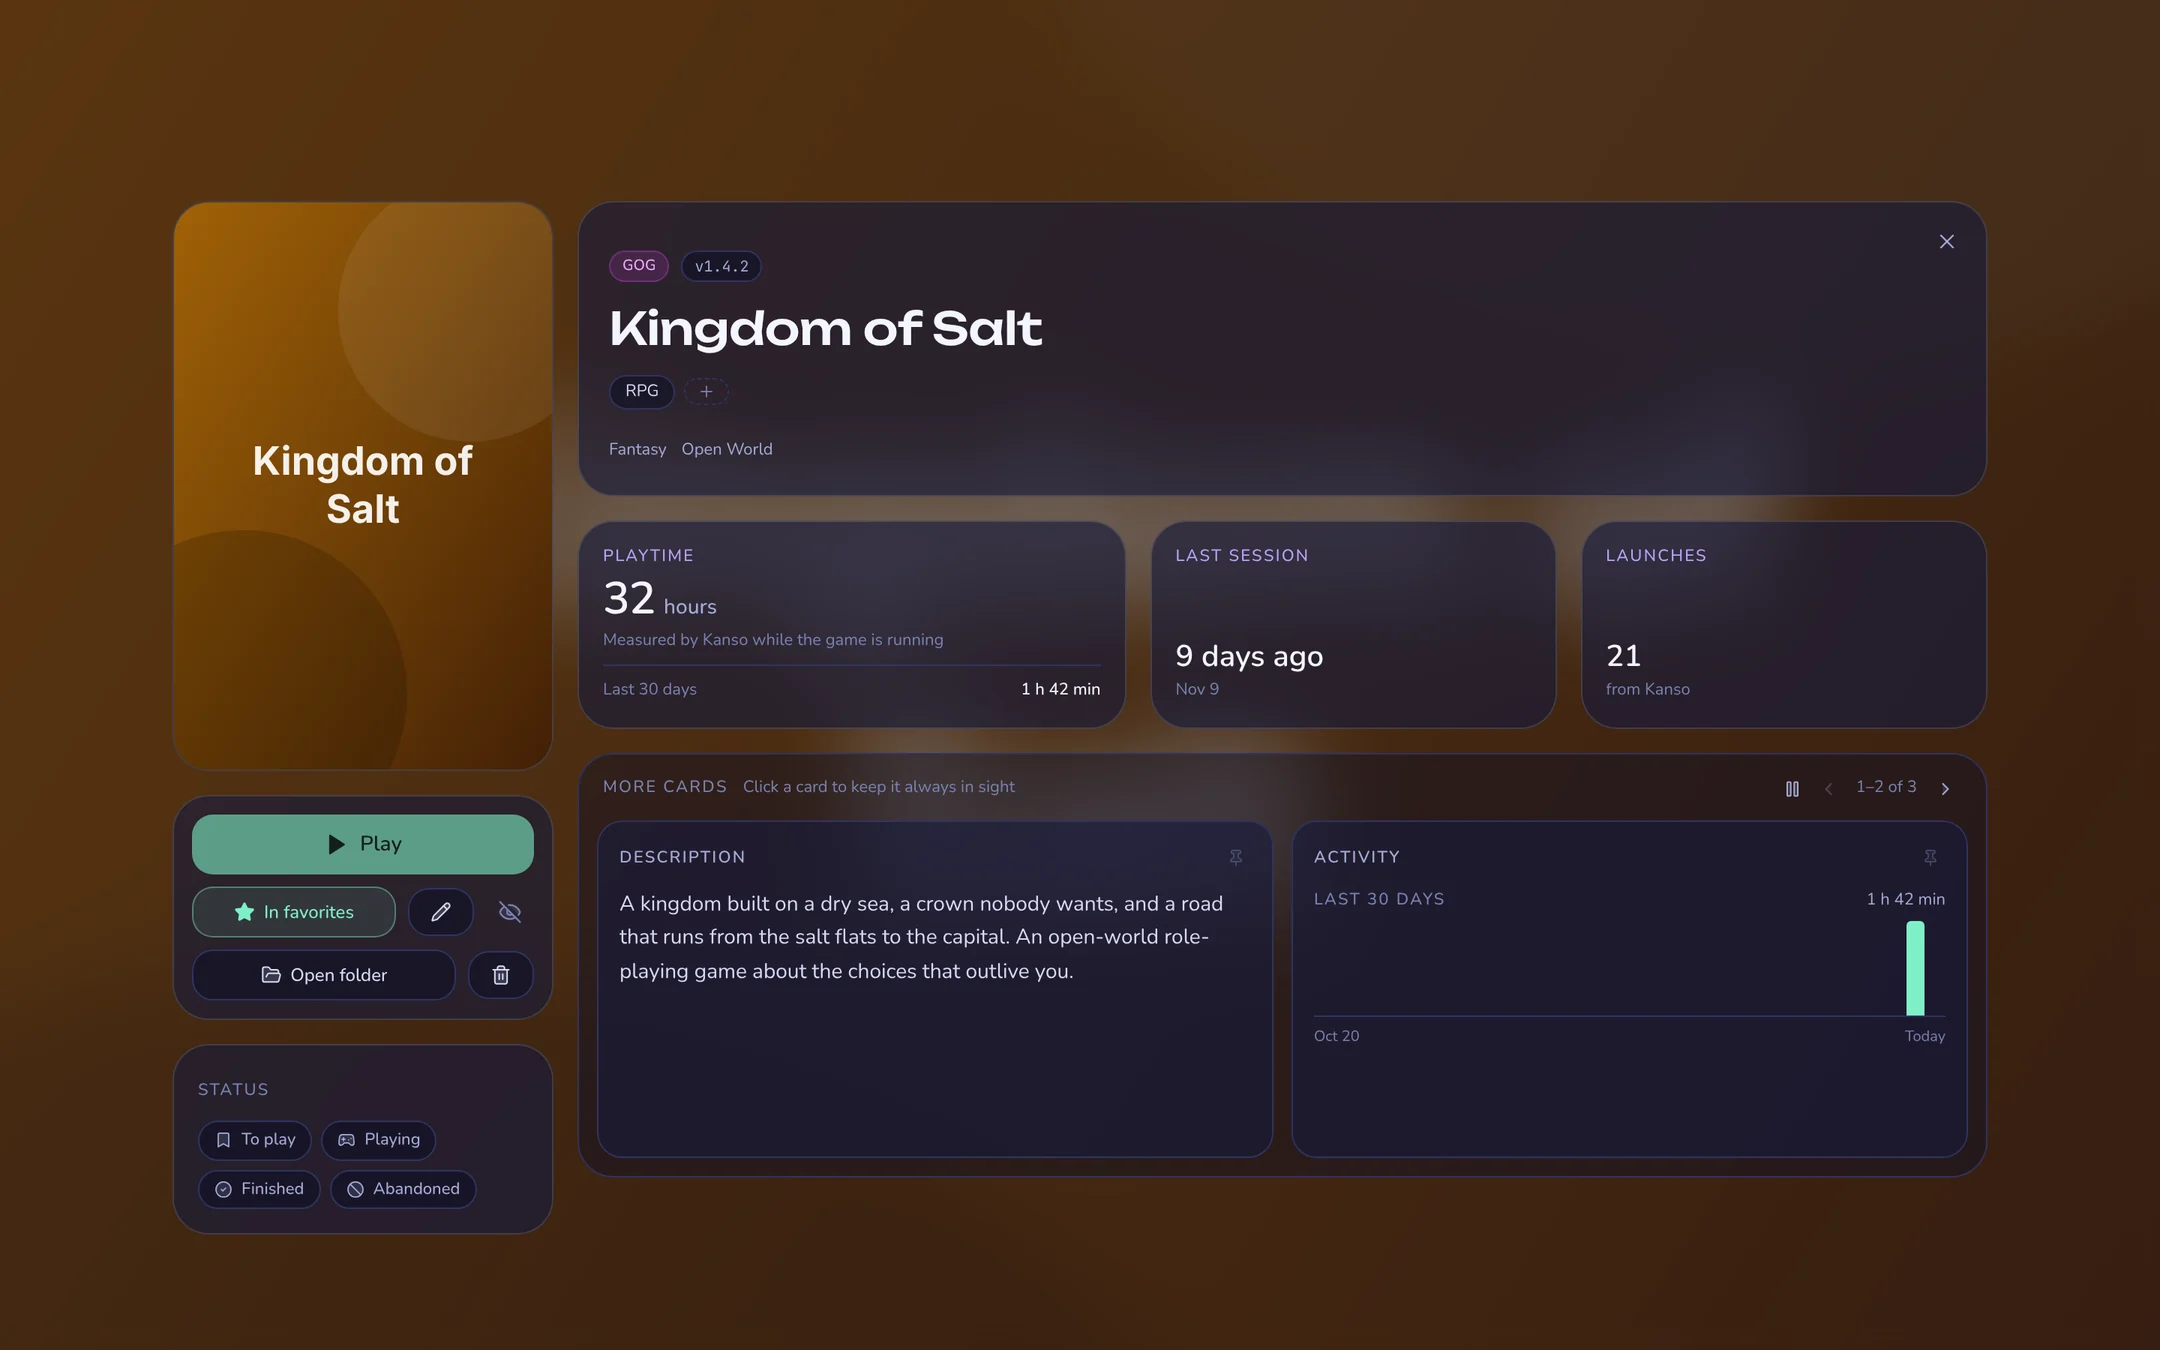 Kingdom of
Salt
Play
In favorites
Open folder
STATUS
To play
Playing
Finished
Abandoned
GOG
v1.4.2
Kingdom of Salt
RPG
+
Fantasy
Open World
PLAYTIME
32 hours
Measured by Kanso while the game is running
Last 30 days
1 h 42 min
LAST SESSION
9 days ago
Nov 9
LAUNCHES
21
from Kanso
MORE CARDS
Click a card to keep it always in sight
1–2 of 3
DESCRIPTION
A kingdom built on a dry sea, a crown nobody wants, and a road
that runs from the salt flats to the capital. An open-world role-
playing game about the choices that outlive you.
ACTIVITY
LAST 30 DAYS
1 h 42 min
Oct 20
Today